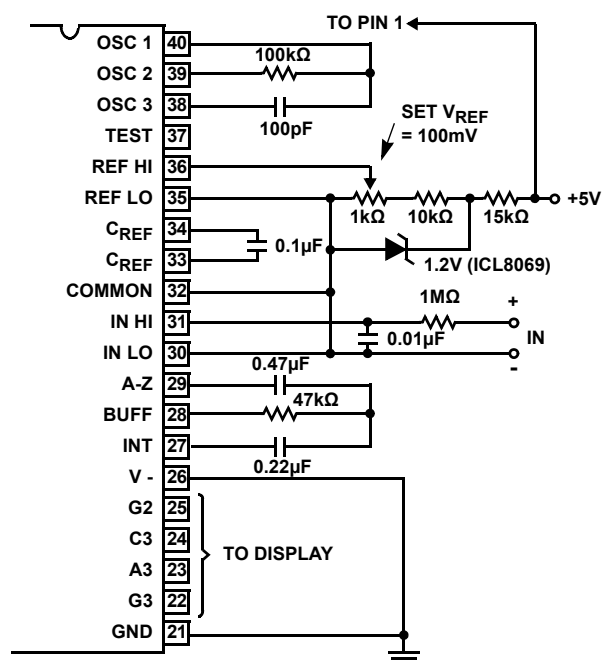 TO PIN 1
OSC 1 40
100kΩ
OSC 2 39
OSC 3 38
100pF
SET VREF
= 100mV
TEST 37
REF HI 36
REF LO 35
+5V
1kΩ 10kΩ 15kΩ
CREF 34
0.1µF
CREF 33
1.2V (ICL8069)
COMMON 32
1MΩ
+
IN HI 31
0.01µF
IN
IN LO 30
-
0.47µF
A-Z 29
47kΩ
BUFF 28
INT 27
0.22µF
V - 26
G2 25
C3 24
TO DISPLAY
A3 23
G3 22
GND 21